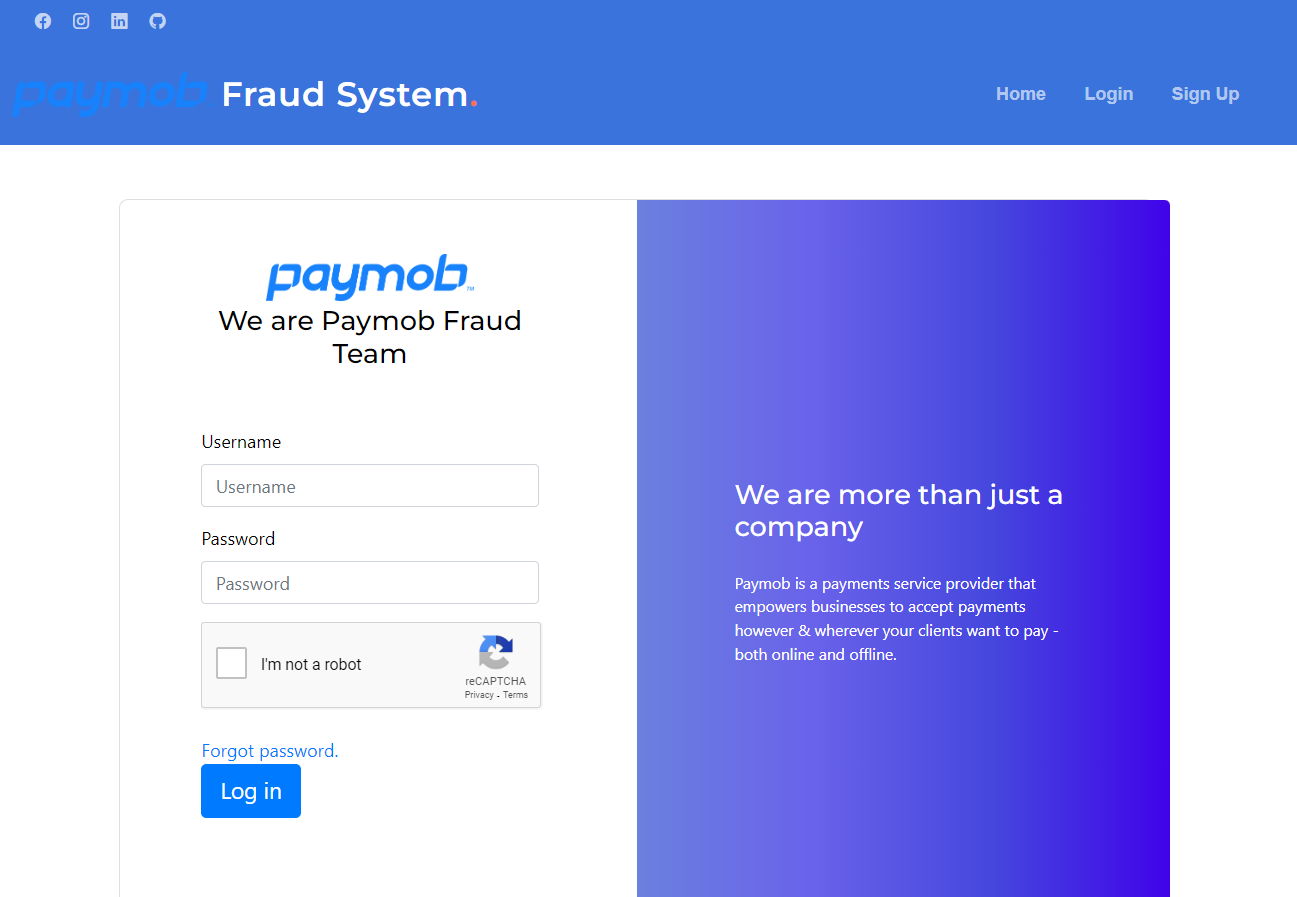 paymob Fraud System.
Home Login Sign Up
paymob™
We are Paymob Fraud
Team
Username
Username
Password
Password
I'm not a robot
reCAPTCHA
Privacy - Terms
Forgot password.
Log in
We are more than just a
company
Paymob is a payments service provider that
empowers businesses to accept payments
however & wherever your clients want to pay -
both online and offline.